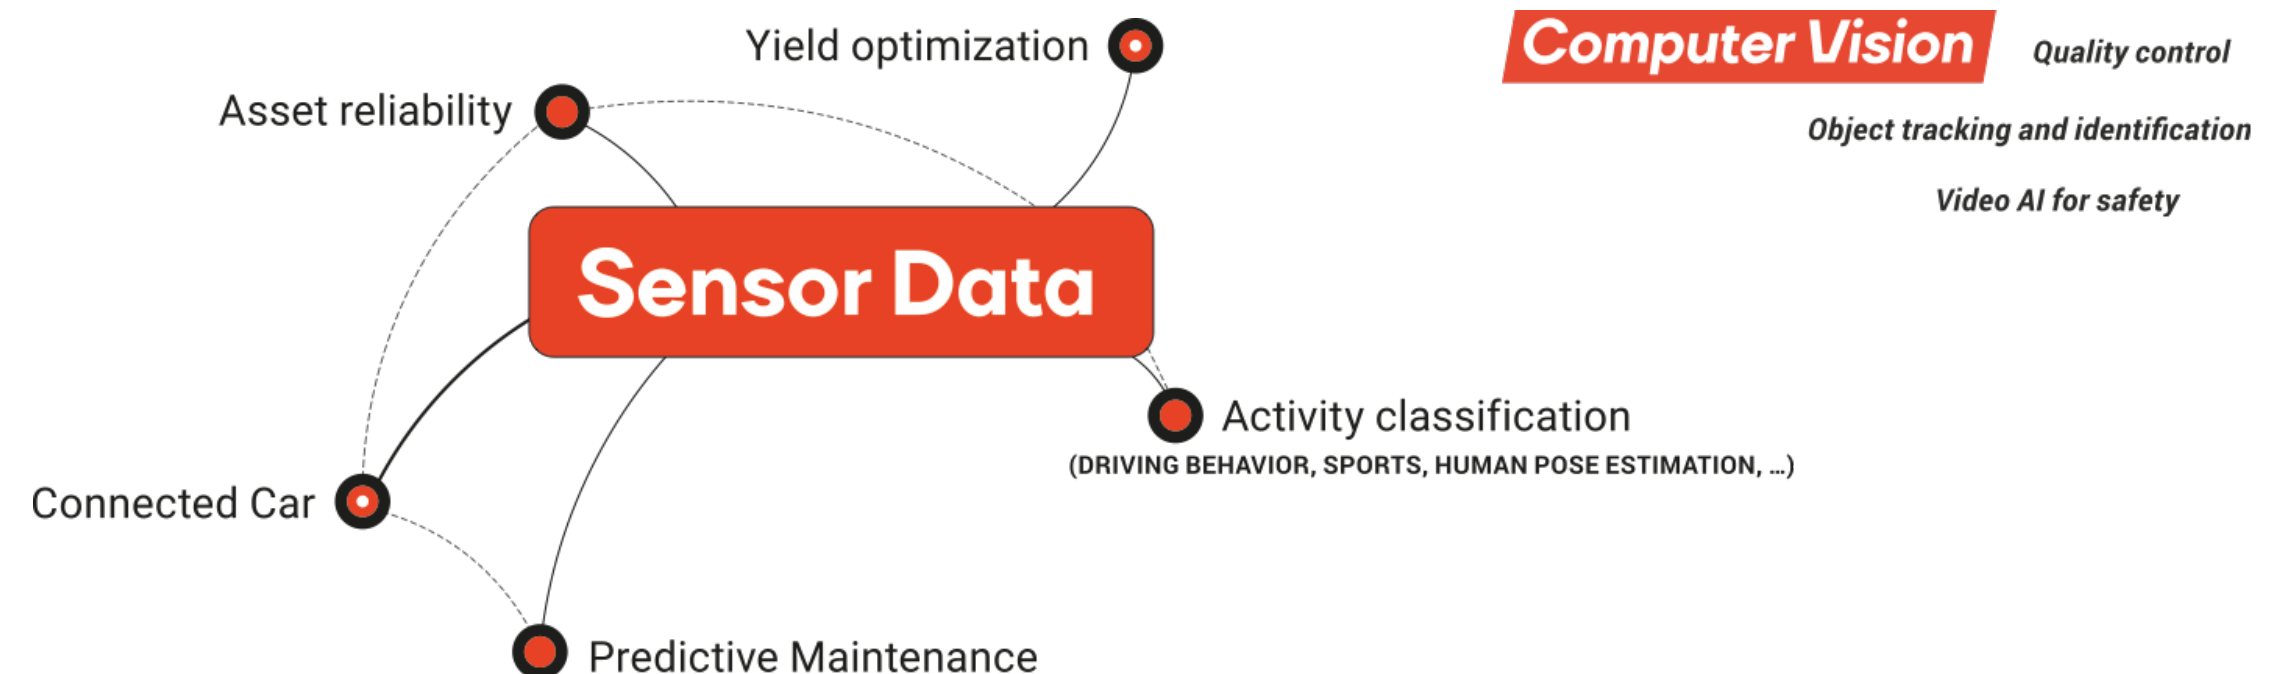 Yield optimization
Asset reliability
Sensor Data
Activity classification
(DRIVING BEHAVIOR, SPORTS, HUMAN POSE ESTIMATION, ...)
Connected Car
Predictive Maintenance
Computer Vision
Quality control
Object tracking and identification
Video AI for safety